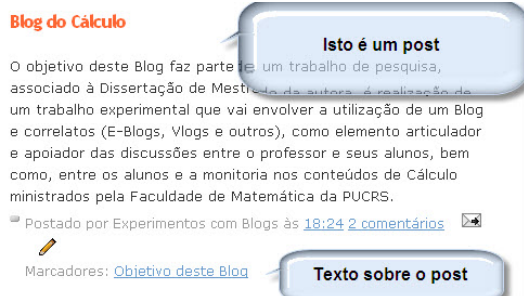 Blog do Cálculo
Isto é um post
O objetivo deste Blog faz parte de um trabalho de pesquisa,
associado à Dissertação de Mestrado da autora, é realização de
um trabalho experimental que vai envolver a utilização de um Blog
e correlatos (E-Blogs, Vlogs e outros), como elemento articulador
e apoiador das discussões entre o professor e seus alunos, bem
como, entre os alunos e a monitoria nos conteúdos de Cálculo
ministrados pela Faculdade de Matemática da PUCRS.
Postado por Experimentos com Blogs às 18:24 2 comentários
Marcadores: Objetivo deste Blog
Texto sobre o post